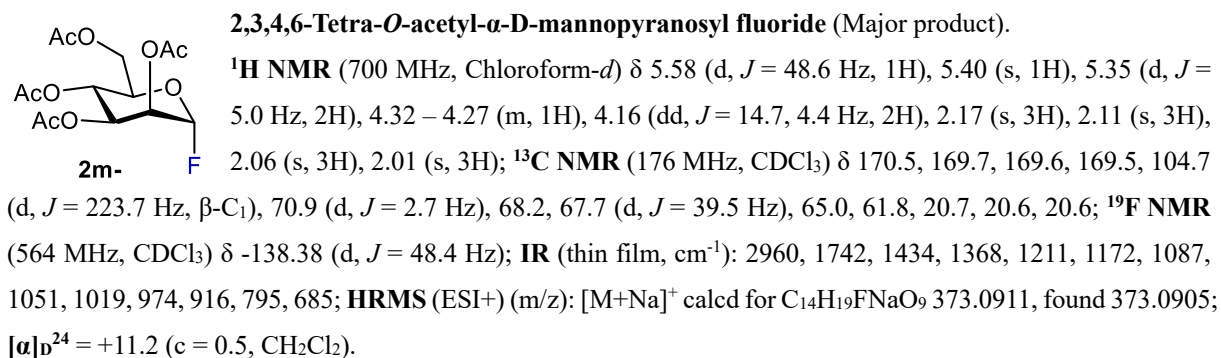 AcO
OAc
AcO
O
AcO
2m-
F
2,3,4,6-Tetra-O-acetyl-α-D-mannopyranosyl fluoride (Major product).
¹H NMR (700 MHz, Chloroform-d) δ 5.58 (d, J = 48.6 Hz, 1H), 5.40 (s, 1H), 5.35 (d, J =
5.0 Hz, 2H), 4.32 – 4.27 (m, 1H), 4.16 (dd, J = 14.7, 4.4 Hz, 2H), 2.17 (s, 3H), 2.11 (s, 3H),
2.06 (s, 3H), 2.01 (s, 3H); ¹³C NMR (176 MHz, CDCl₃) δ 170.5, 169.7, 169.6, 169.5, 104.7
(d, J = 223.7 Hz, β-C₁), 70.9 (d, J = 2.7 Hz), 68.2, 67.7 (d, J = 39.5 Hz), 65.0, 61.8, 20.7, 20.6, 20.6; ¹⁹F NMR
(564 MHz, CDCl₃) δ -138.38 (d, J = 48.4 Hz); IR (thin film, cm⁻¹): 2960, 1742, 1434, 1368, 1211, 1172, 1087,
1051, 1019, 974, 916, 795, 685; HRMS (ESI+) (m/z): [M+Na]⁺ calcd for C₁₄H₁₉FNaO₉ 373.0911, found 373.0905;
[α]D²⁴ = +11.2 (c = 0.5, CH₂Cl₂).